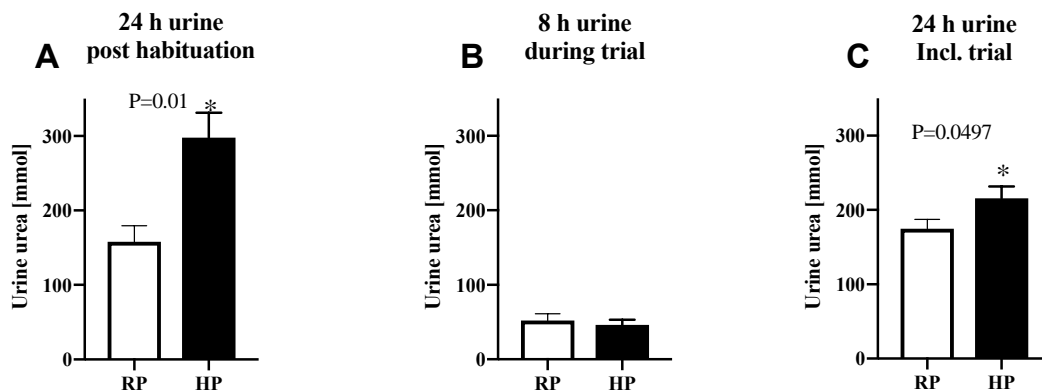 A
24 h urine
post habituation
P=0.01
*
Urine urea [mmol]
300
200
100
0
RP HP
B
8 h urine
during trial
Urine urea [mmol]
300
200
100
0
RP HP
C
24 h urine
Incl. trial
P=0.0497
*
Urine urea [mmol]
300
200
100
0
RP HP